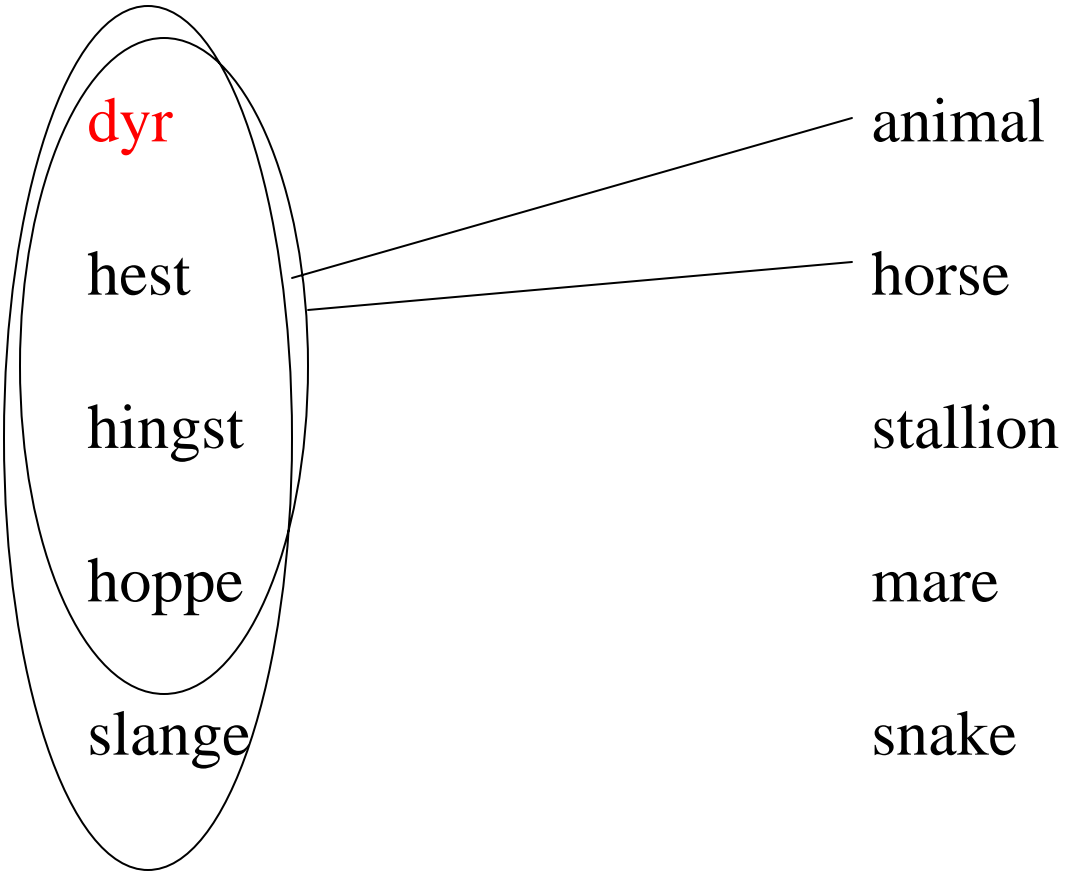 dyr animal
hest horse
hingst stallion
hoppe mare
slange snake